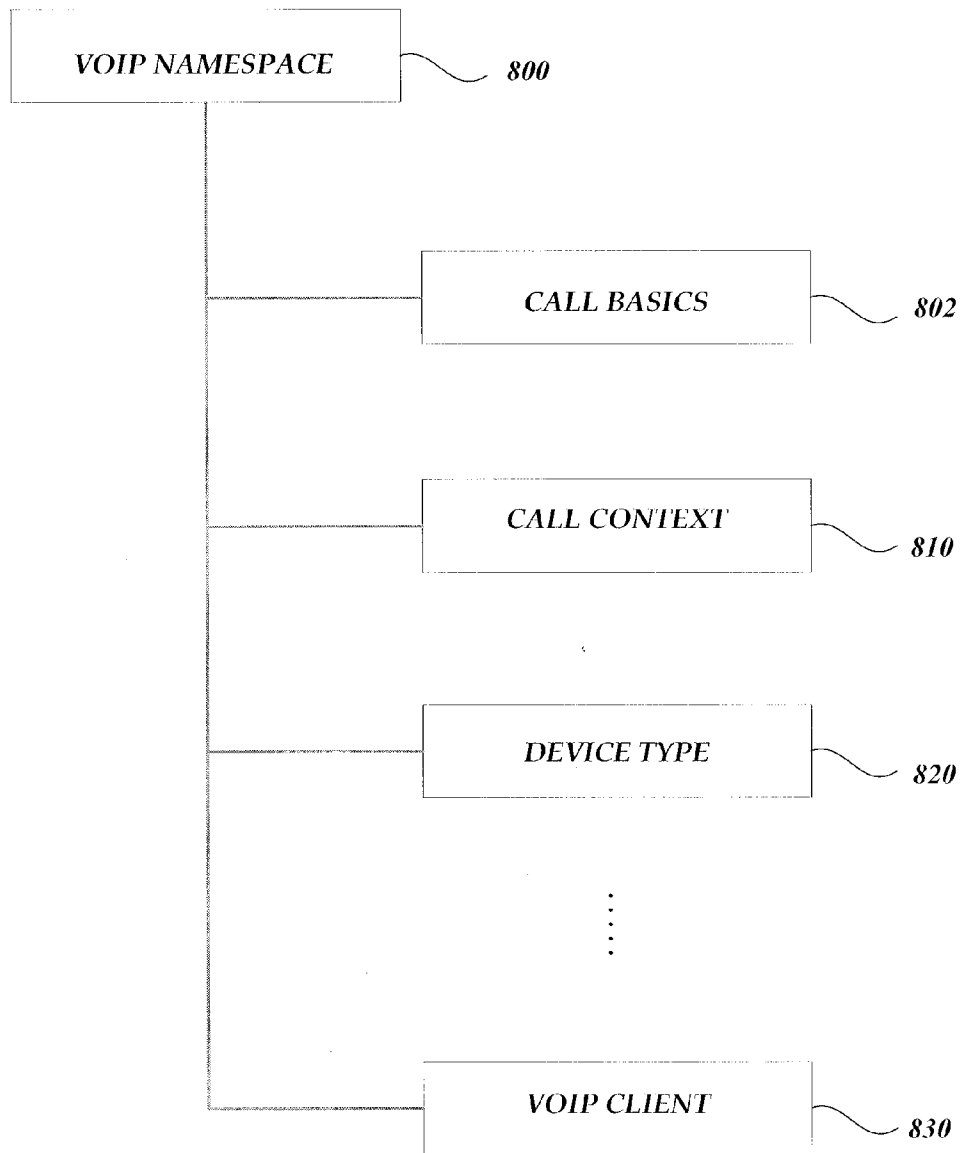 VOIP NAMESPACE
800
CALL BASICS
802
CALL CONTEXT
810
DEVICE TYPE
820
VOIP CLIENT
830